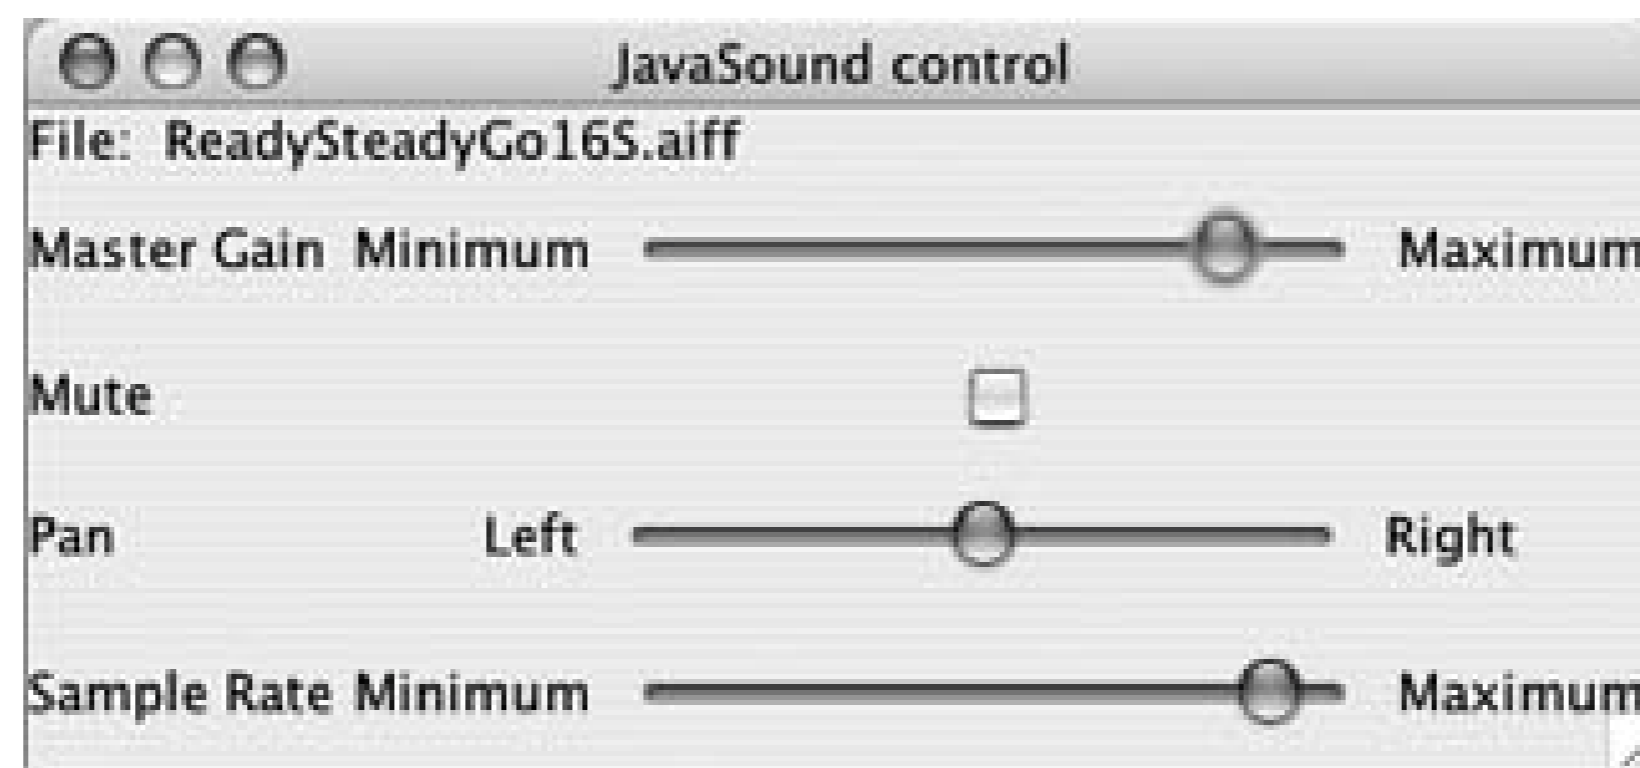 JavaSound control
File: ReadySteadyGo16S.aiff
Master Gain Minimum Maximum
Mute
Pan Left Right
Sample Rate Minimum Maximum